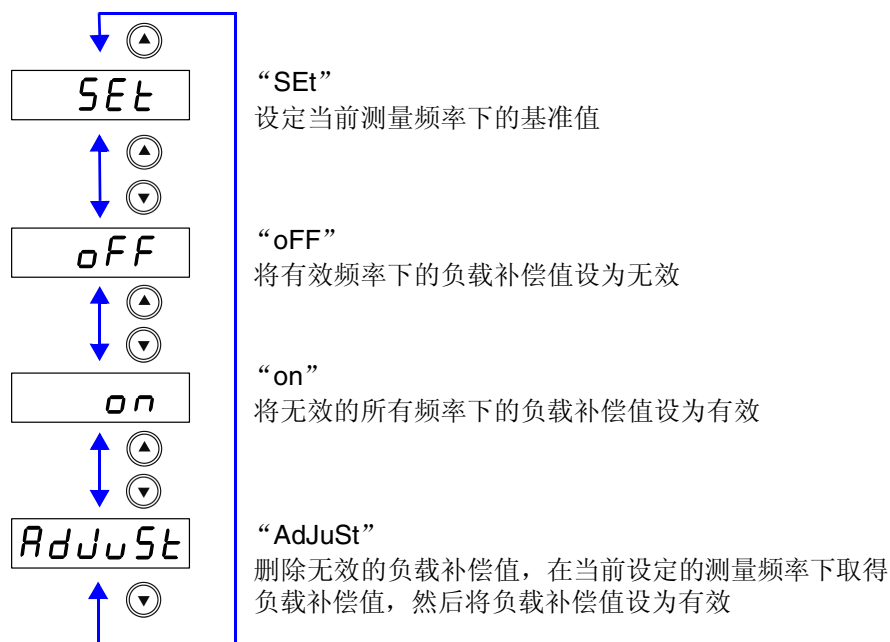 SEt
“SEt”
设定当前测量频率下的基准值
oFF
“oFF”
将有效频率下的负载补偿值设为无效
on
“on”
将无效的所有频率下的负载补偿值设为有效
AdJuSt
“AdJuSt”
删除无效的负载补偿值，在当前设定的测量频率下取得
负载补偿值，然后将负载补偿值设为有效